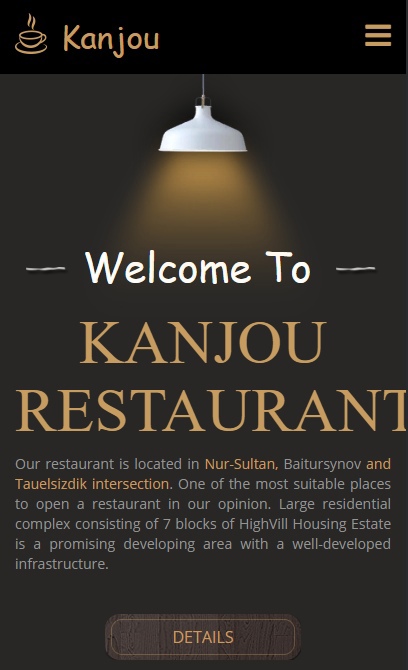 Kanjou
Welcome To
KANJOU
RESTAURANT
Our restaurant is located in Nur-Sultan, Baitursynov and
Tauelsizdik intersection. One of the most suitable places
to open a restaurant in our opinion. Large residential
complex consisting of 7 blocks of HighVill Housing Estate
is a promising developing area with a well-developed
infrastructure.
DETAILS